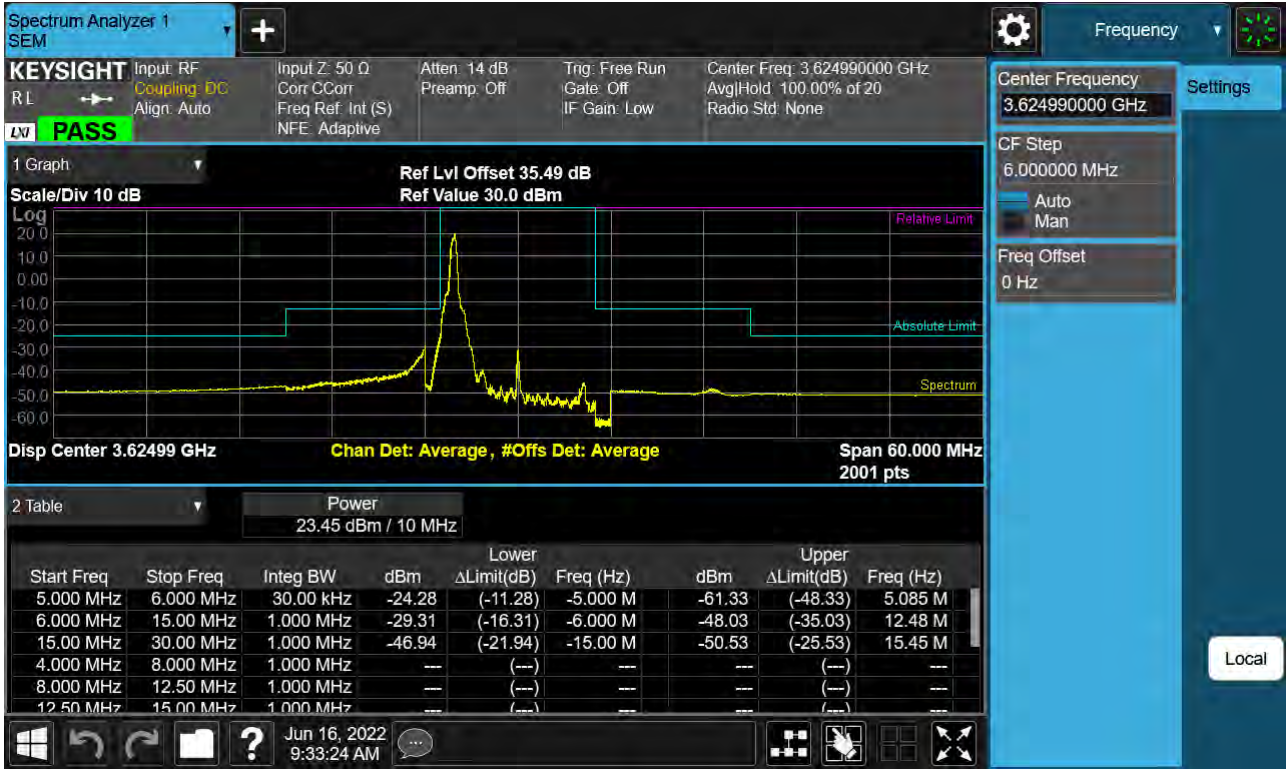 Spectrum Analyzer 1
SEM
Frequency
KEYSIGHT
R L
LXI
PASS
Input: RF
Coupling: DC
Align: Auto
Input Z: 50 Ω
Corr CCorr
Freq Ref: Int (S)
NFE: Adaptive
Atten: 14 dB
Preamp: Off
Trig: Free Run
Gate: Off
IF Gain: Low
Center Freq: 3.624990000 GHz
Avg|Hold: 100.00% of 20
Radio Std: None
Center Frequency
3.624990000 GHz
Settings
CF Step
6.000000 MHz
Auto
Man
Freq Offset
0 Hz
Local
1 Graph
Scale/Div 10 dB
Ref Lvl Offset 35.49 dB
Ref Value 30.0 dBm
Log
20.0
10.0
0.00
-10.0
-20.0
-30.0
-40.0
-50.0
-60.0
Relative Limit
Absolute Limit
Spectrum
Disp Center 3.62499 GHz
Chan Det: Average, #Offs Det: Average
Span 60.000 MHz
2001 pts
2 Table
Power
23.45 dBm / 10 MHz
Lower Upper
Start Freq Stop Freq Integ BW dBm ΔLimit(dB) Freq (Hz) dBm ΔLimit(dB) Freq (Hz)
5.000 MHz 6.000 MHz 30.00 kHz -24.28 (-11.28) -5.000 M -61.33 (-48.33) 5.085 M
6.000 MHz 15.00 MHz 1.000 MHz -29.31 (-16.31) -6.000 M -48.03 (-35.03) 12.48 M
15.00 MHz 30.00 MHz 1.000 MHz -46.94 (-21.94) -15.00 M -50.53 (-25.53) 15.45 M
4.000 MHz 8.000 MHz 1.000 MHz --- (---) --- --- (---) ---
8.000 MHz 12.50 MHz 1.000 MHz --- (---) --- --- (---) ---
12.50 MHz 15.00 MHz 1.000 MHz --- (---) --- --- (---) ---
Jun 16, 2022
9:33:24 AM